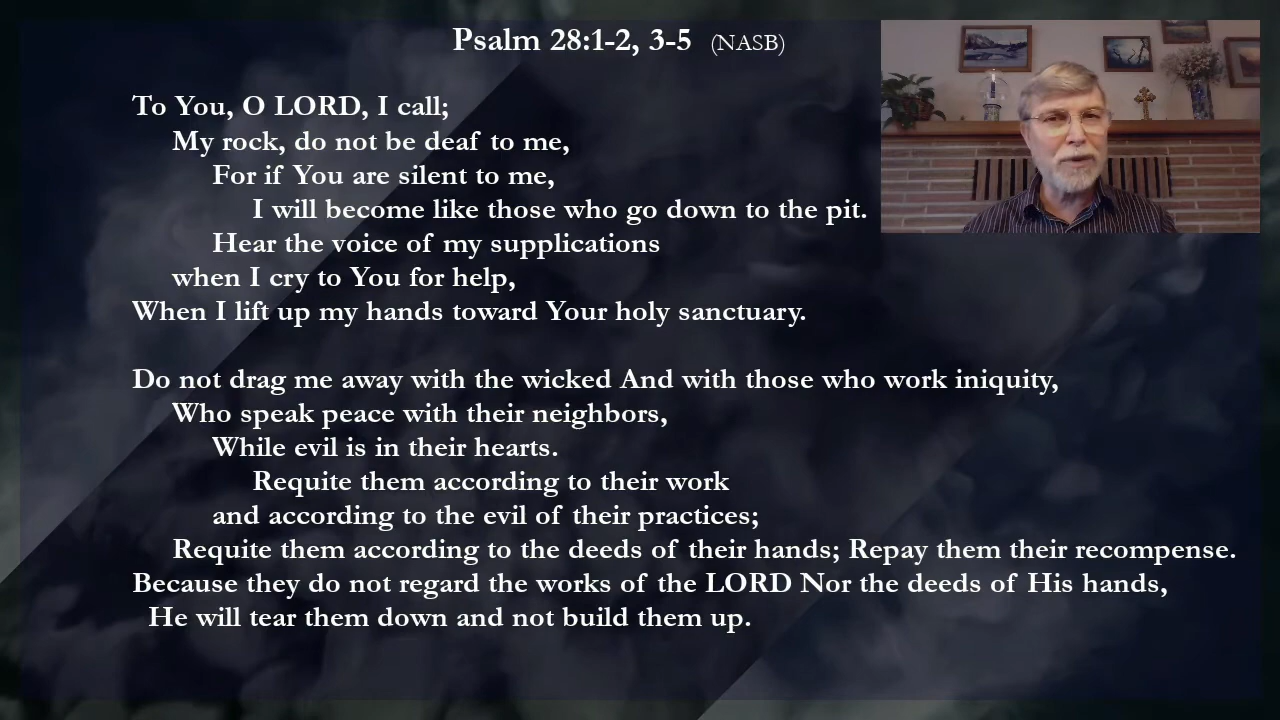 Psalm 28:1-2, 3-5 (NASB)
To You, O LORD, I call;
My rock, do not be deaf to me,
For if You are silent to me,
I will become like those who go down to the pit.
Hear the voice of my supplications
when I cry to You for help,
When I lift up my hands toward Your holy sanctuary.
Do not drag me away with the wicked And with those who work iniquity,
Who speak peace with their neighbors,
While evil is in their hearts.
Requite them according to their work
and according to the evil of their practices;
Requite them according to the deeds of their hands; Repay them their recompense.
Because they do not regard the works of the LORD Nor the deeds of His hands,
He will tear them down and not build them up.